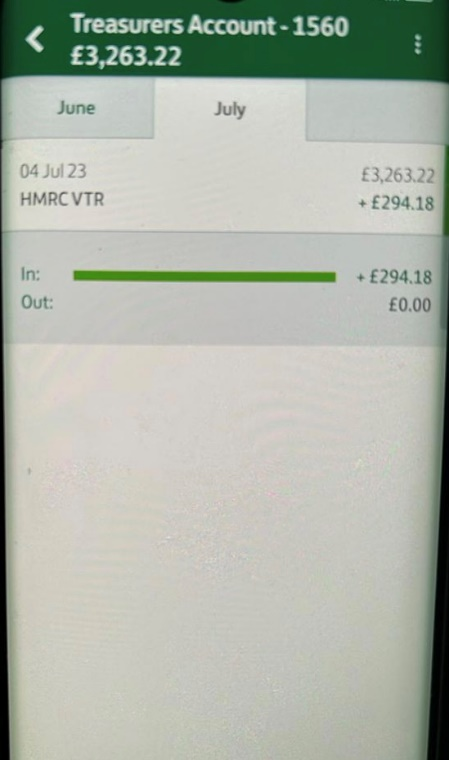 Treasurers Account - 1560
£3,263.22
June
July
04 Jul 23
£3,263.22
HMRC VTR
+ £294.18
In:
+ £294.18
Out:
£0.00